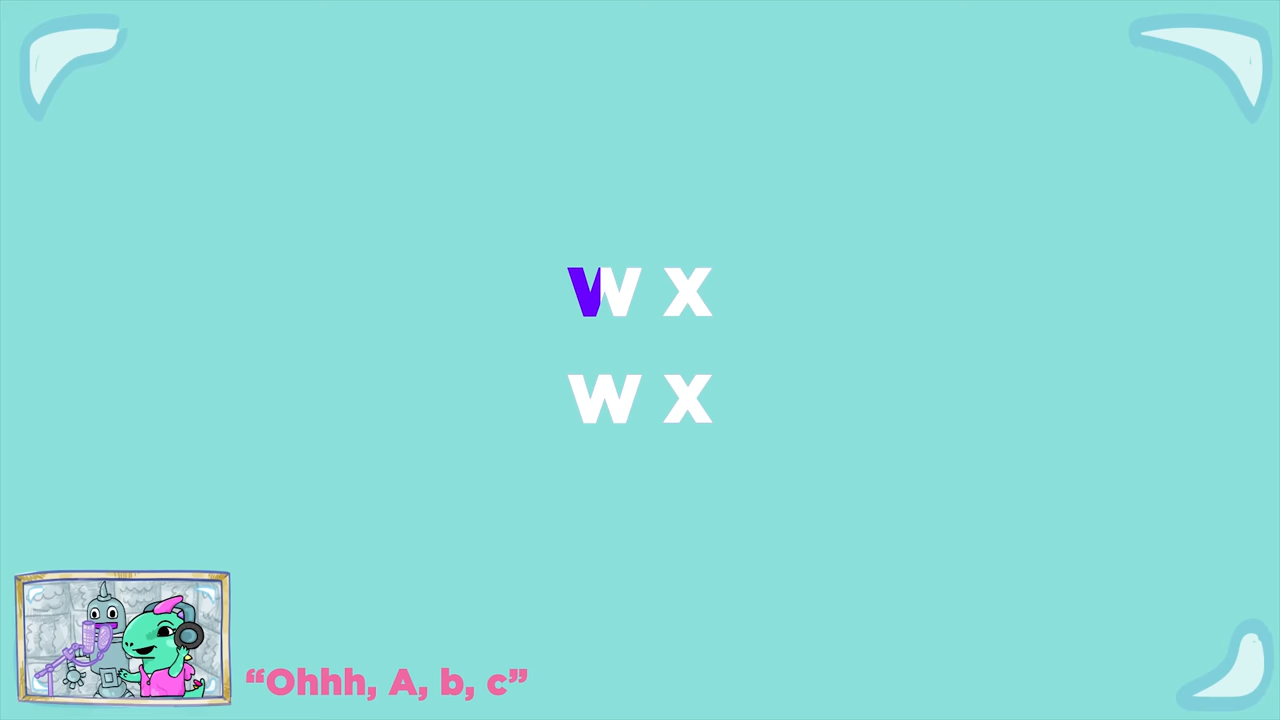 W X
W X
“Ohhh, A, b, c”